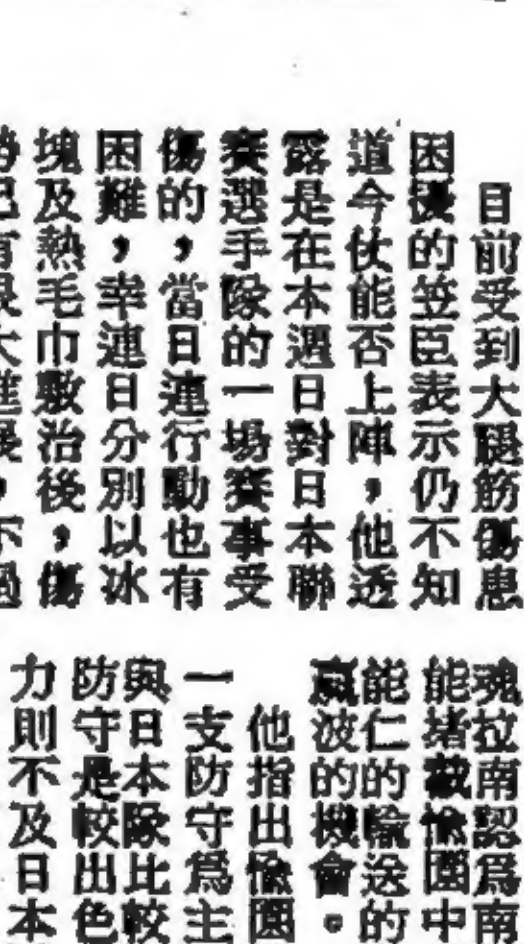 目前受到大腿筋傷患
困擾的笠臣表示仍不知
道今仗能否上陣，他透
露是在本週日對日本聯
賽選手隊的一場賽事受
傷的，當日連行動也有
困難，幸連日分別以冰
塊及熱毛巾敷治後，傷
勢已有很大進展，不過
魂拉南認爲南
能堵截愉園中
能仁的輸送的
風波的機會。
他指出愉園
一支防守爲主
與日本隊比較
防守是較出色
力則不及日本